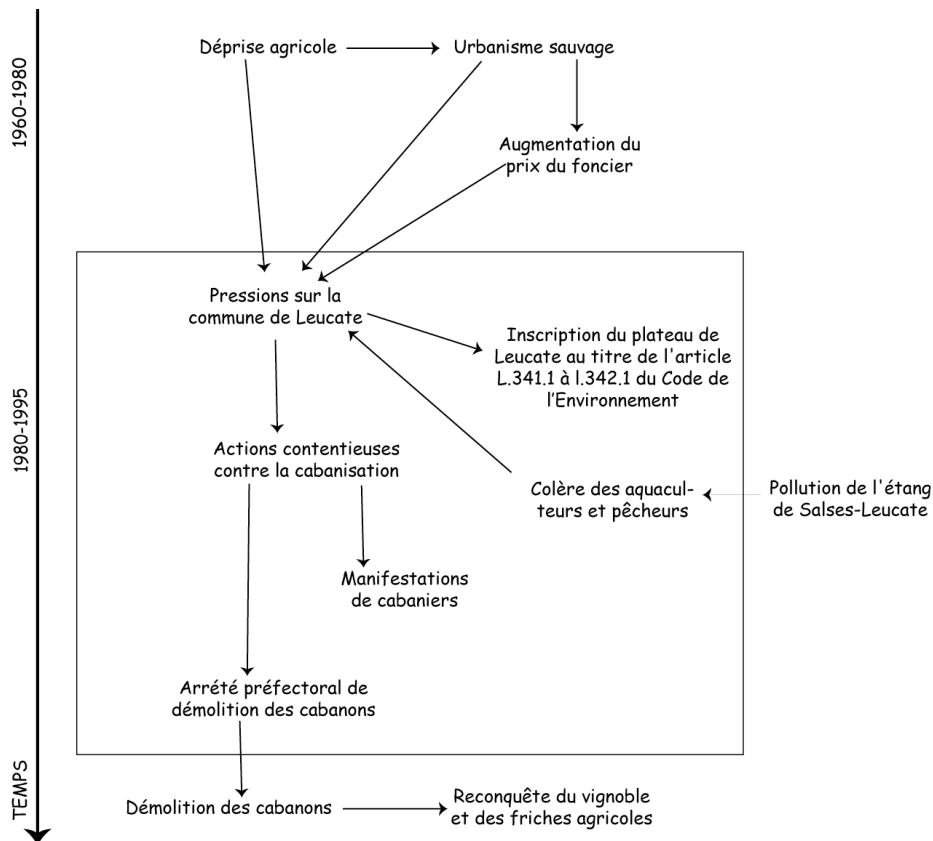 1960-1980
Déprise agricole
Urbanisme sauvage
Augmentation du
prix du foncier
1980-1995
Pressions sur la
commune de Leucate
Inscription du plateau de
Leucate au titre de l'article
L.341.1 à l.342.1 du Code de
l'Environnement
Actions contentieuses
contre la cabanisation
Colère des aquacul-
teurs et pêcheurs
Pollution de l'étang
de Salses-Leucate
Manifestations
de cabaniers
Arrété préfectoral de
démolition des cabanons
TEMPS
Démolition des cabanons
Reconquête du vignoble
et des friches agricoles